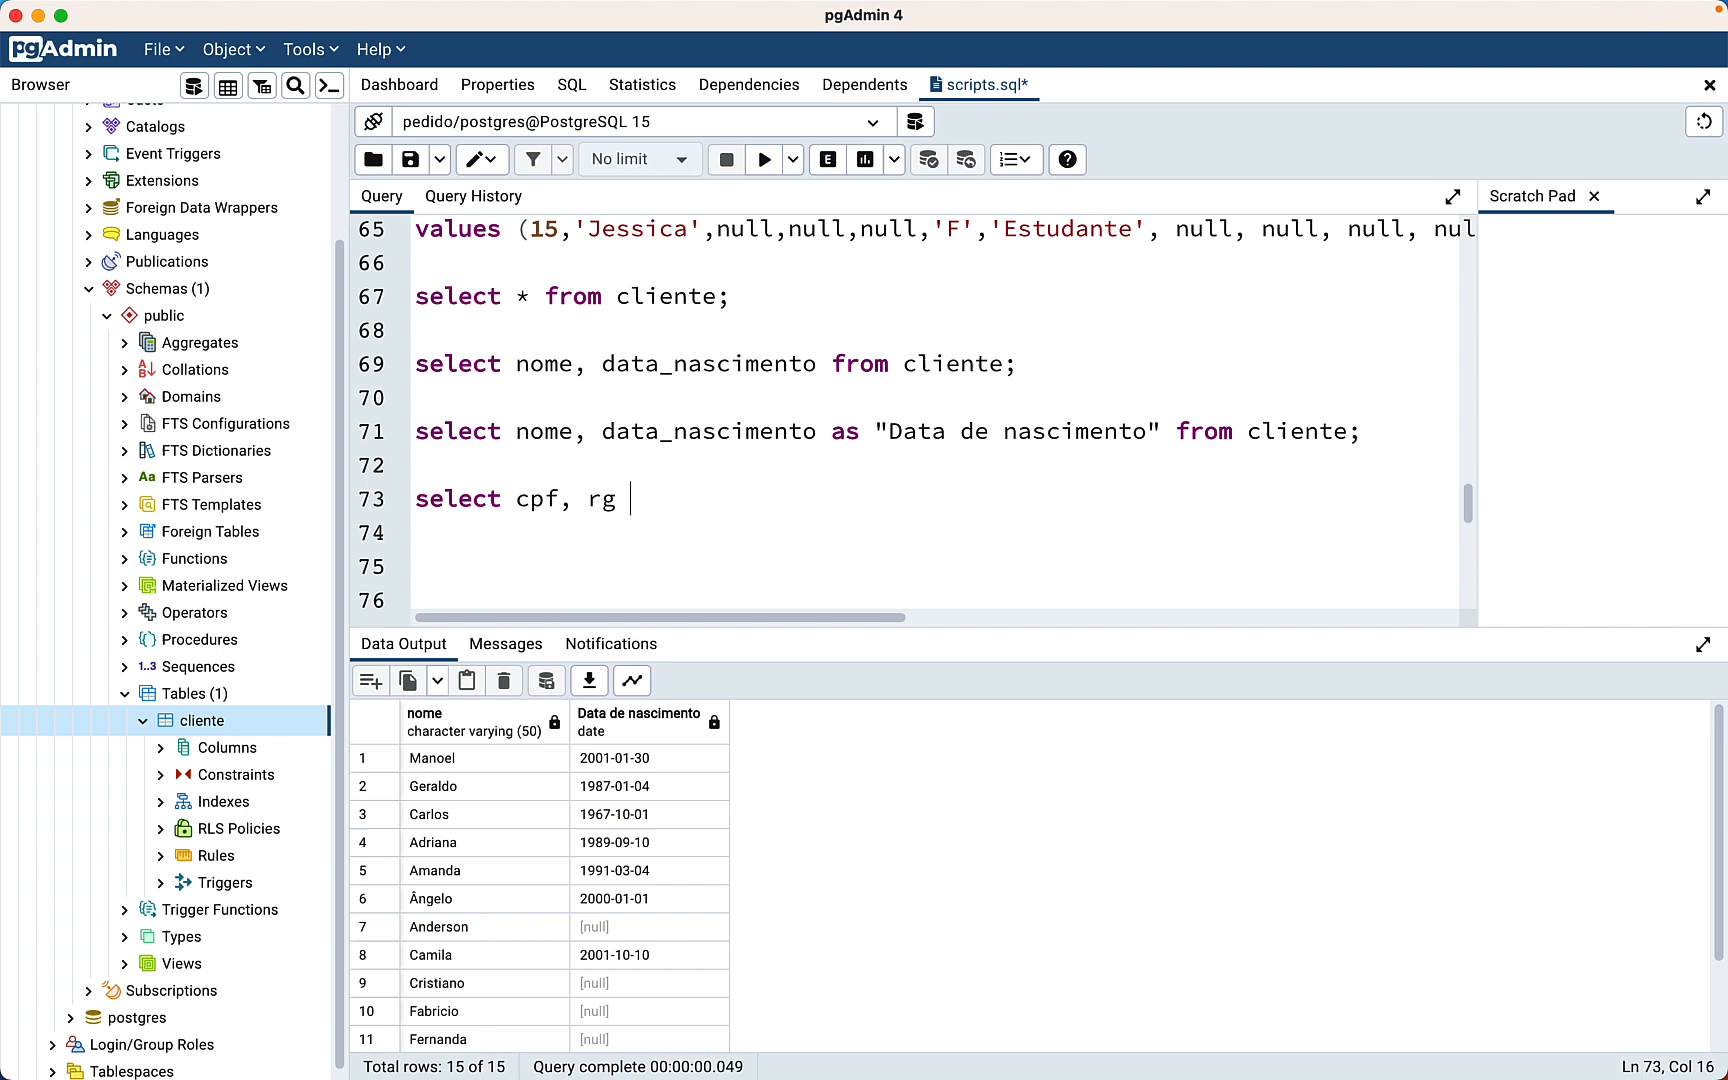 pgAdmin 4
pgAdmin File Object Tools Help
Browser
Dashboard Properties SQL Statistics Dependencies Dependents scripts.sql*
Catalogs
Event Triggers
Extensions
Foreign Data Wrappers
Languages
Publications
Schemas (1)
public
Aggregates
Collations
Domains
FTS Configurations
FTS Dictionaries
Aa FTS Parsers
FTS Templates
Foreign Tables
Functions
Materialized Views
Operators
Procedures
1..3 Sequences
Tables (1)
cliente
Columns
Constraints
Indexes
RLS Policies
Rules
Triggers
Trigger Functions
Types
Views
Subscriptions
postgres
Login/Group Roles
Tablespaces
pedido/postgres@PostgreSQL 15
No limit E
Query Query History
Scratch Pad
65 values (15,'Jessica',null,null,null,'F','Estudante', null, null, null, nul
66
67 select * from cliente;
68
69 select nome, data_nascimento from cliente;
70
71 select nome, data_nascimento as "Data de nascimento" from cliente;
72
73 select cpf, rg
74
75
76
Data Output Messages Notifications
nome Data de nascimento
character varying (50) date
1 Manoel 2001-01-30
2 Geraldo 1987-01-04
3 Carlos 1967-10-01
4 Adriana 1989-09-10
5 Amanda 1991-03-04
6 Ângelo 2000-01-01
7 Anderson [null]
8 Camila 2001-10-10
9 Cristiano [null]
10 Fabricio [null]
11 Fernanda [null]
Total rows: 15 of 15 Query complete 00:00:00.049 Ln 73, Col 16